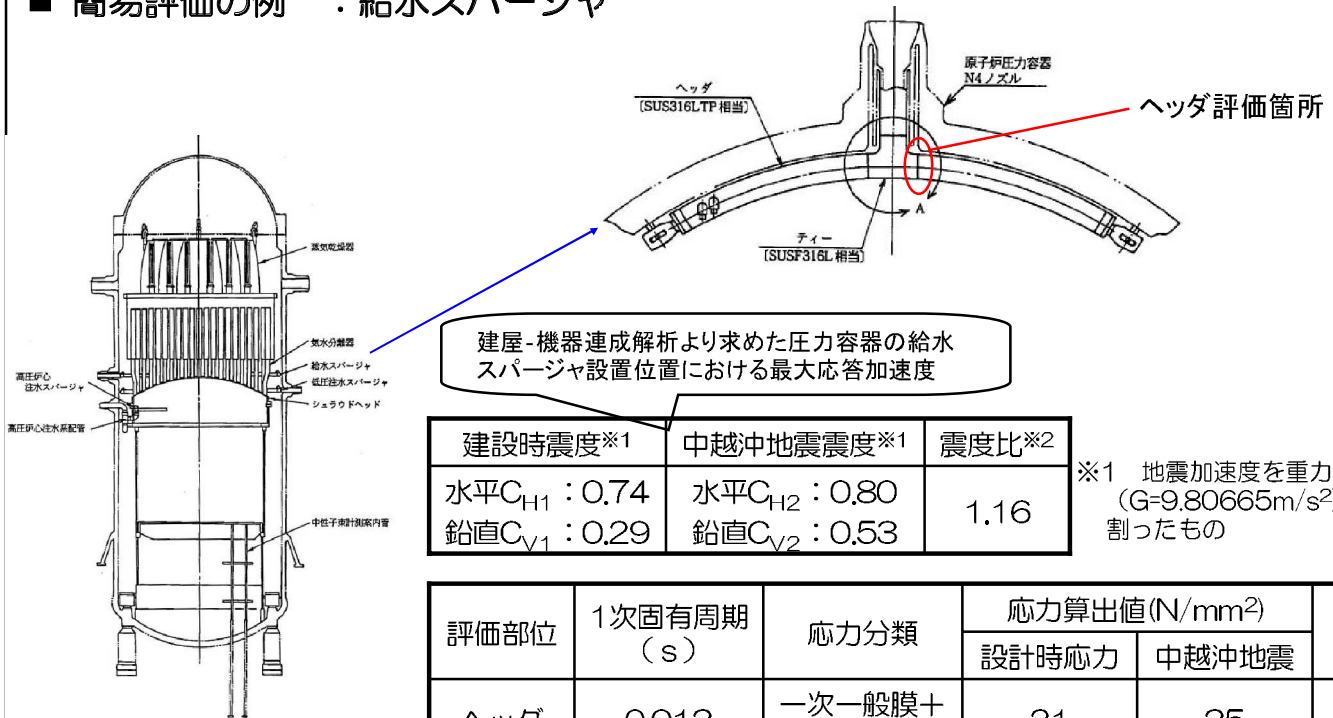 ■ 簡易評価の例 ：給水スパージャ
原子炉圧力容器
N4ノズル
ヘッダ
(SUS316LTP相当)
ヘッダ評価箇所
A
ティー
(SUSF316L相当)
蒸気乾燥器
気水分離器
給水スパージャ
低圧注水スパージャ
シュラウドヘッド
高圧炉心
注水スパージャ
高圧炉心注水系配管
中性子束計測案内管
建屋-機器連成解析より求めた圧力容器の給水
スパージャ設置位置における最大応答加速度
建設時震度※1 中越沖地震震度※1 震度比※2
水平CH1：0.74 水平CH2：0.80 1.16
鉛直CV1：0.29 鉛直CV2：0.53
※1 地震加速度を重力
(G=9.80665m/s2
割ったもの
評価部位 1次固有周期 応力分類 応力算出値(N/mm2)
(s) 設計時応力 中越沖地震
一次一般膜＋